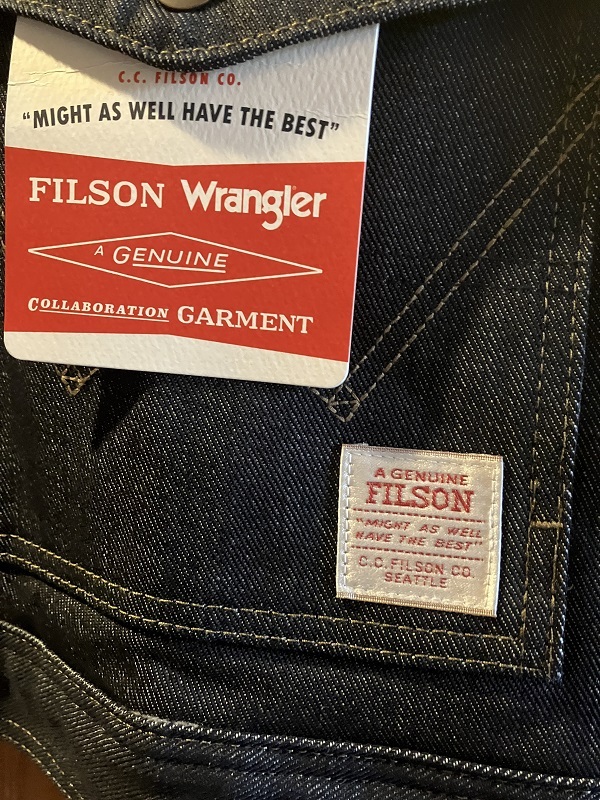 C.C. FILSON CO.
"MIGHT AS WELL HAVE THE BEST"
FILSON Wrangler
A GENUINE
COLLABORATION GARMENT
A GENUINE
FILSON
"MIGHT AS WELL
HAVE THE BEST"
C.C. FILSON CO.
SEATTLE